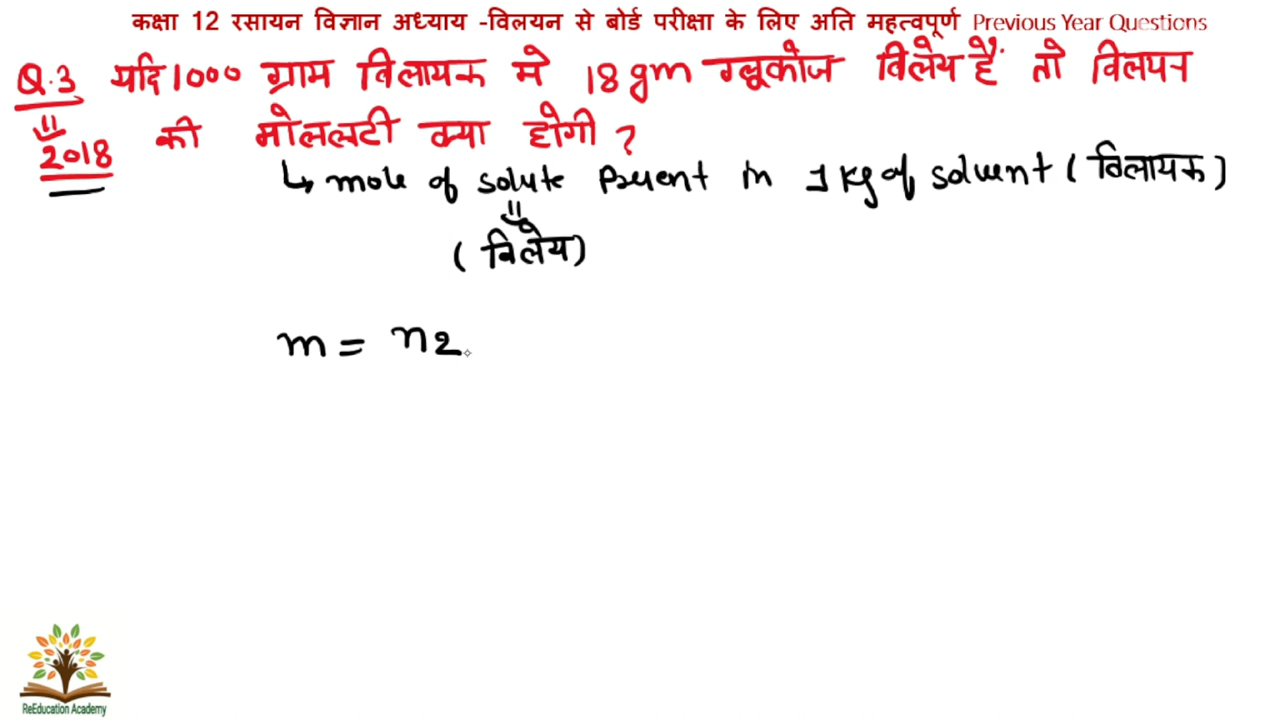 कक्षा 12 रसायन विज्ञान अध्याय -विलयन से बोर्ड परीक्षा के लिए अति महत्वपूर्ण Previous Year Questions
Q.3 यदि 1000 ग्राम विलायक मे 18 gm ग्लूकोज विलेय हैं तो विलयन
2018 की मोललटी क्या होगी ?
↳ mole of solute Present in 1 Kg of solvent ( विलायक )
( विलेय )
m = n2
ReEducation Academy